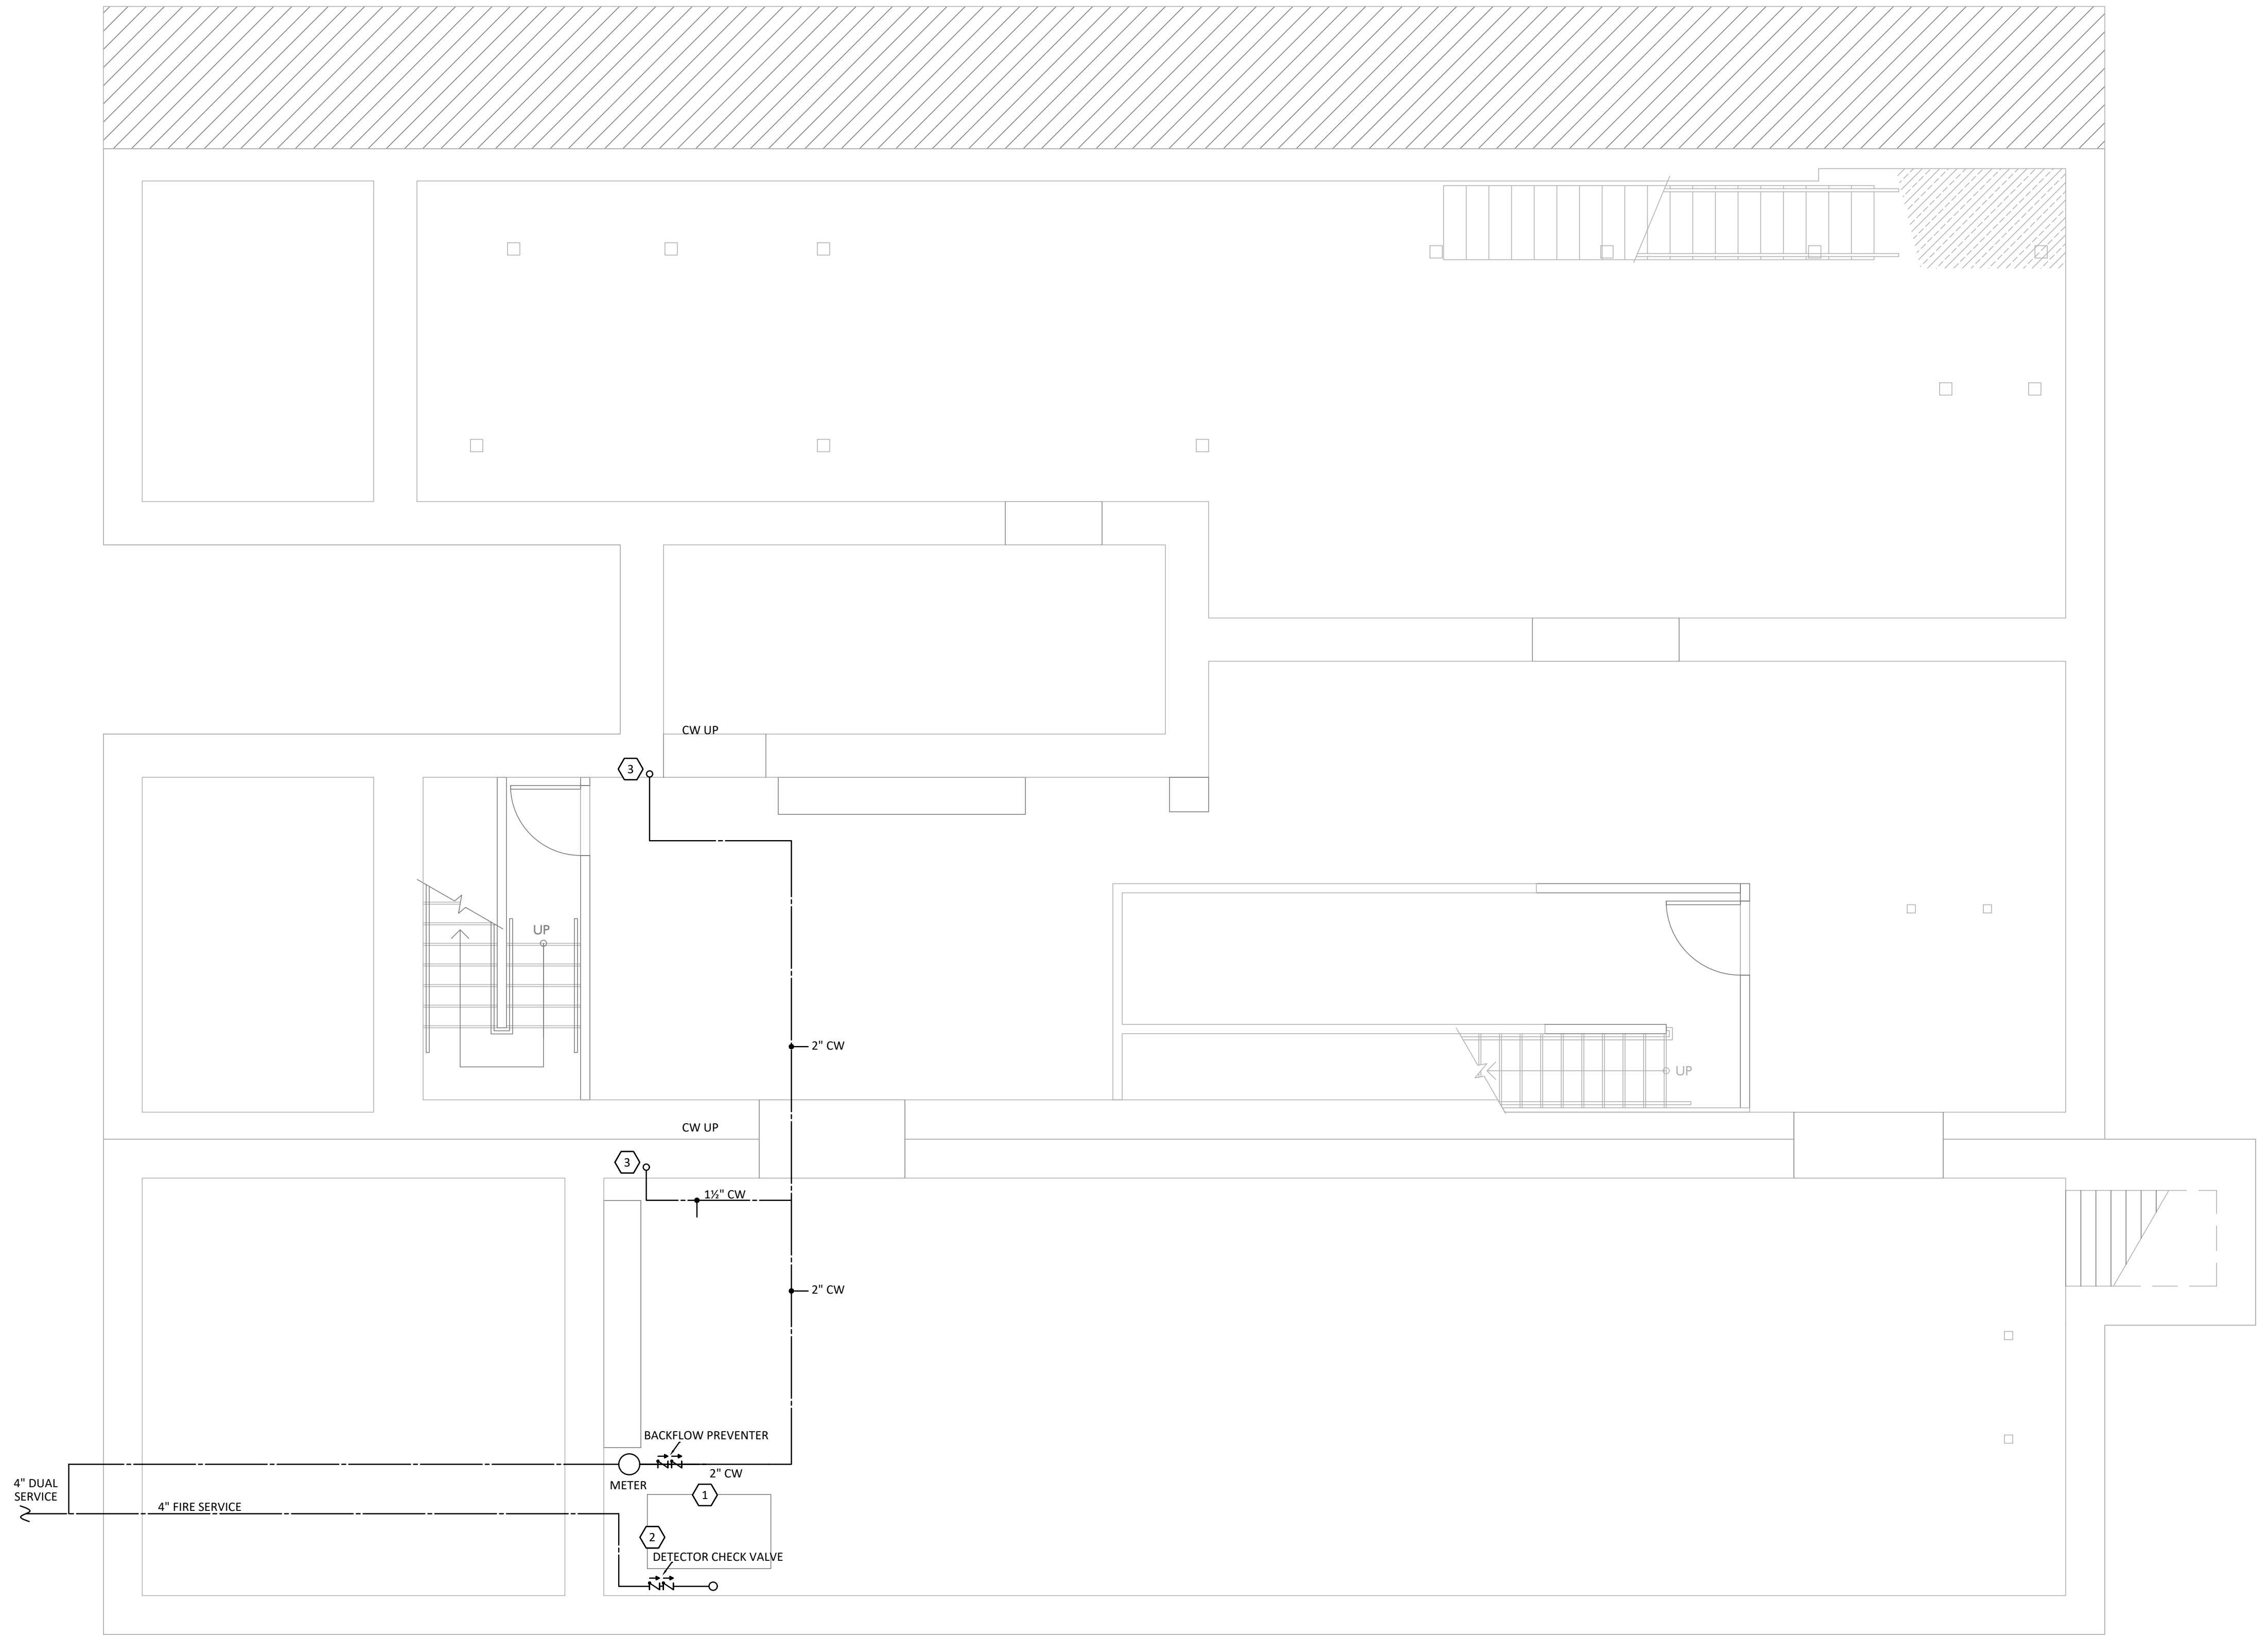 CW UP
3
UP
2" CW
UP
CW UP
3
1½" CW
2" CW
BACKFLOW PREVENTER
2" CW
METER
4" DUAL
SERVICE
1
4" FIRE SERVICE
2
DETECTOR CHECK VALVE